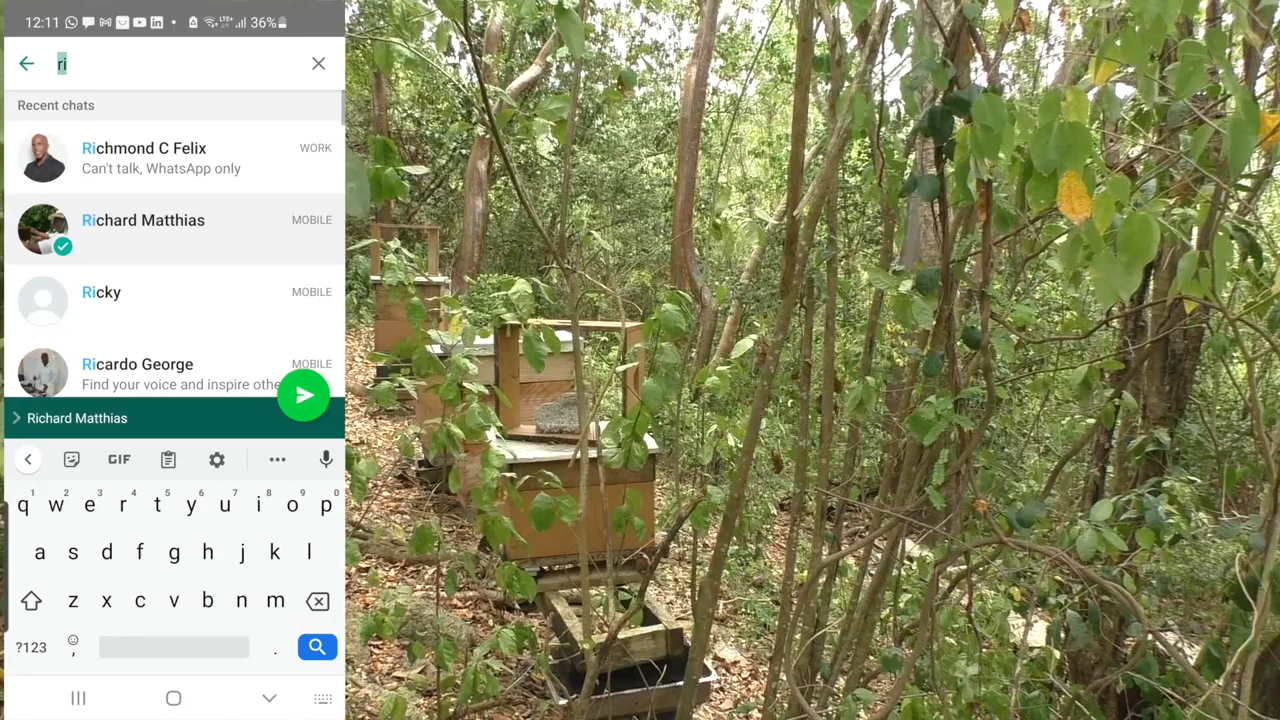 12:11 LTE+ 36%
ri
Recent chats
Richmond C Felix WORK
Can't talk, WhatsApp only
Richard Matthias MOBILE
Ricky MOBILE
Ricardo George MOBILE
Find your voice and inspire othe
Richard Matthias
GIF
1 2 3 4 5 6 7 8 9 0
q w e r t y u i o p
a s d f g h j k l
z x c v b n m
?123 , .